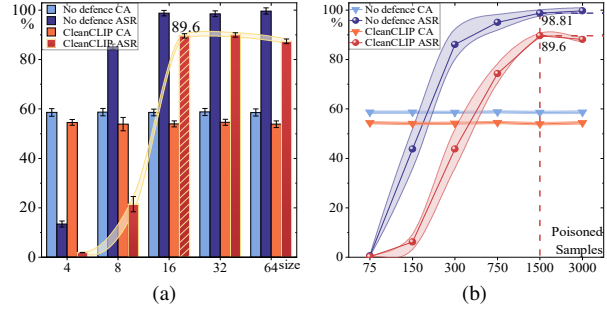 100
%
80
60
40
20
0
No defence CA
No defence ASR
CleanCLIP CA
CleanCLIP ASR
89.6
4 8 16 32 64 size
(a)
100
%
80
60
40
20
0
No defence CA
No defence ASR
CleanCLIP CA
CleanCLIP ASR
98.81
89.6
Poisoned
Samples
75 150 300 750 1500 3000
(b)